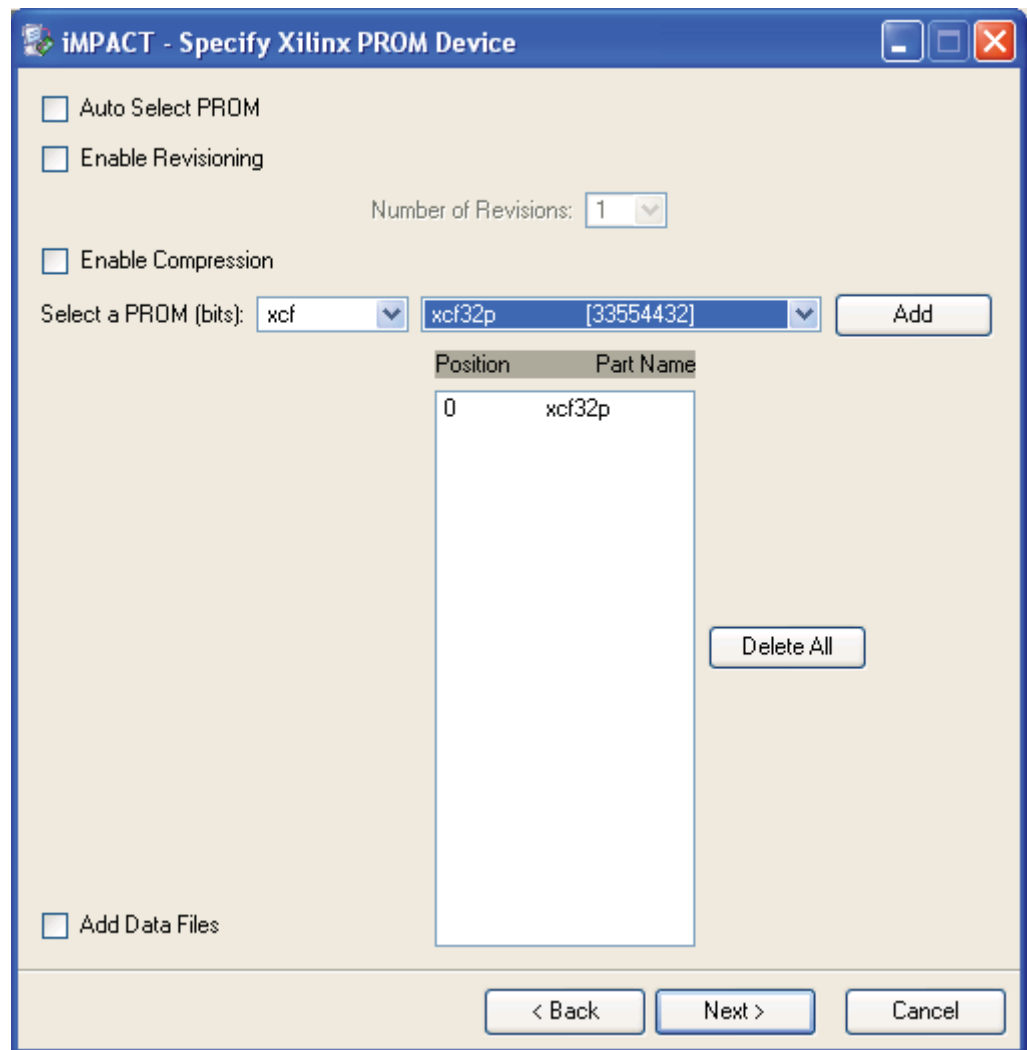 iMPACT - Specify Xilinx PROM Device
Auto Select PROM
Enable Revisioning
Number of Revisions: 1
Enable Compression
Select a PROM (bits): xcf xcf32p [33554432] Add
Position Part Name
0 xcf32p
Delete All
Add Data Files
< Back Next > Cancel